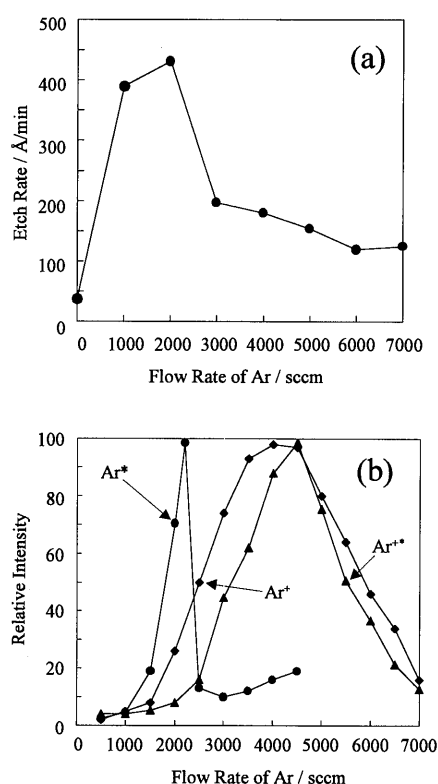 (a)
500
400
300
200
100
0
Etch Rate / Å/min
0 1000 2000 3000 4000 5000 6000 7000
Flow Rate of Ar / sccm
(b)
100
80
60
40
20
0
Relative Intensity
Ar*
Ar⁺
Ar⁺*
0 1000 2000 3000 4000 5000 6000 7000
Flow Rate of Ar / sccm